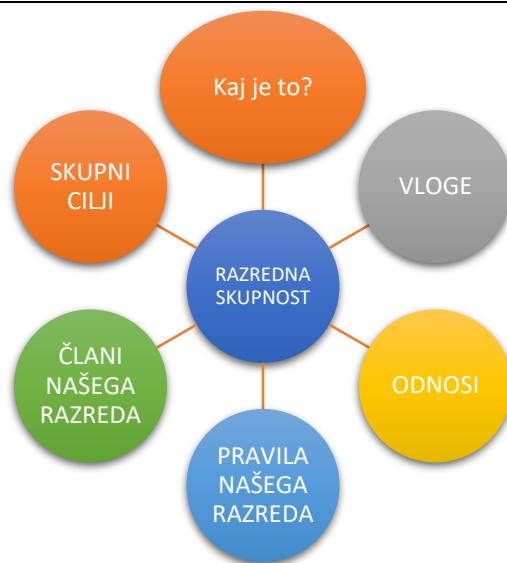 Kaj je to?
SKUPNI
CILJI
VLOGE
RAZREDNA
SKUPNOST
ČLANI
NAŠEGA
RAZREDA
ODNOSI
PRAVILA
NAŠEGA
RAZREDA